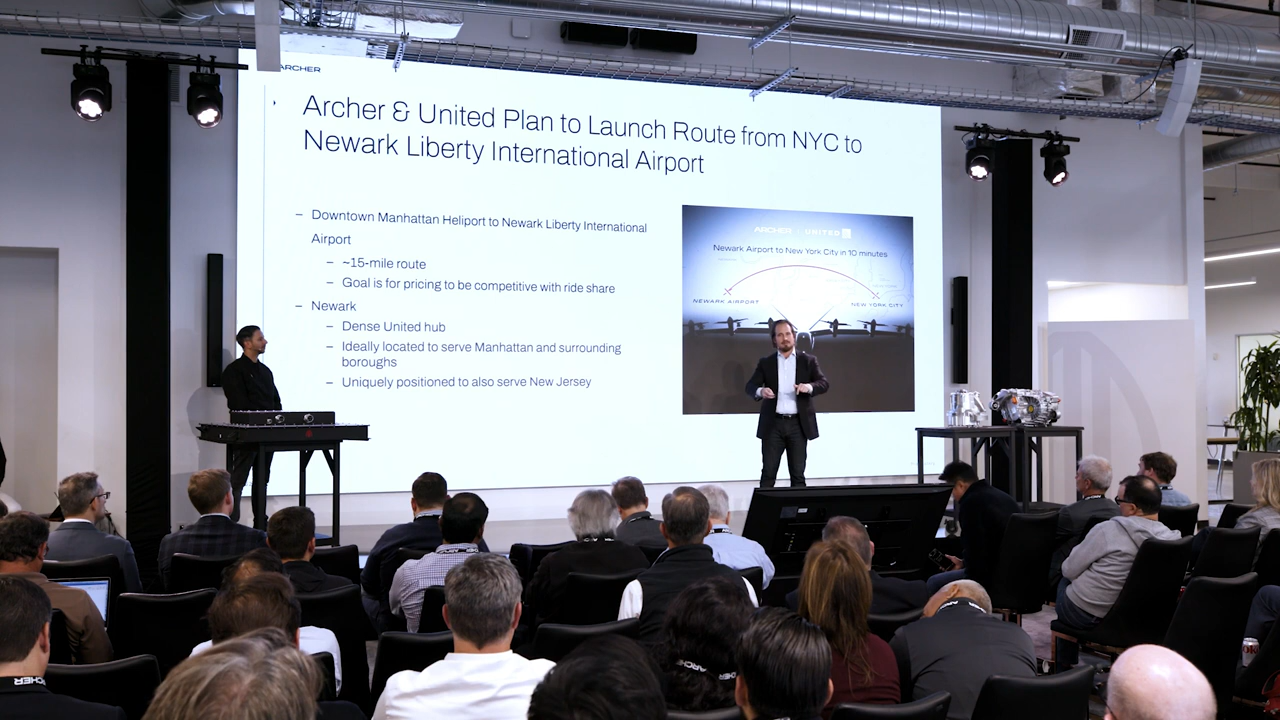 ARCHER
Archer & United Plan to Launch Route from NYC to
Newark Liberty International Airport
– Downtown Manhattan Heliport to Newark Liberty International
Airport
– ~15-mile route
– Goal is for pricing to be competitive with ride share
– Newark
– Dense United hub
– Ideally located to serve Manhattan and surrounding
boroughs
– Uniquely positioned to also serve New Jersey
ARCHER UNITED
Newark Airport to New York City in 10 minutes
NEWARK AIRPORT
NEW YORK CITY
ARCHER
ARCHER